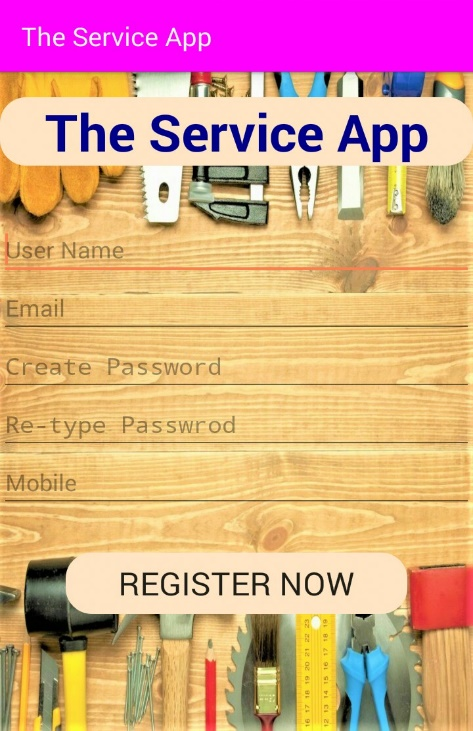 The Service App
The Service App
User Name
Email
Create Password
Re-type Passwrod
Mobile
REGISTER NOW